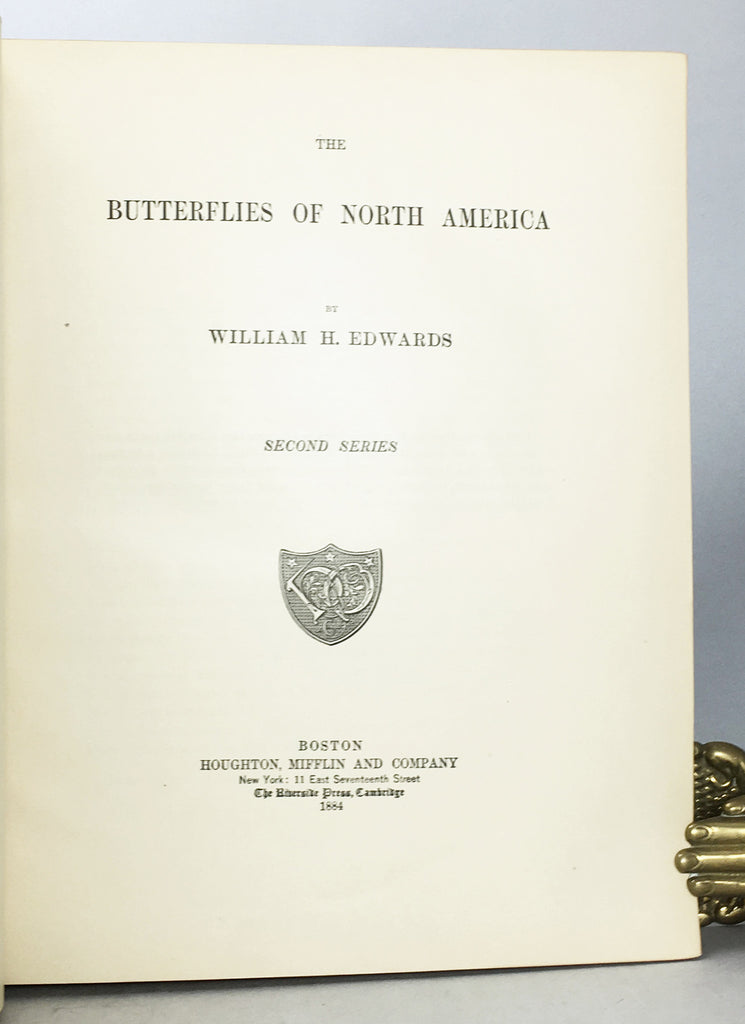 THE
BUTTERFLIES OF NORTH AMERICA
BY
WILLIAM H. EDWARDS
SECOND SERIES
BOSTON
HOUGHTON, MIFFLIN AND COMPANY
New York: 11 East Seventeenth Street
The Riverside Press, Cambridge
1884